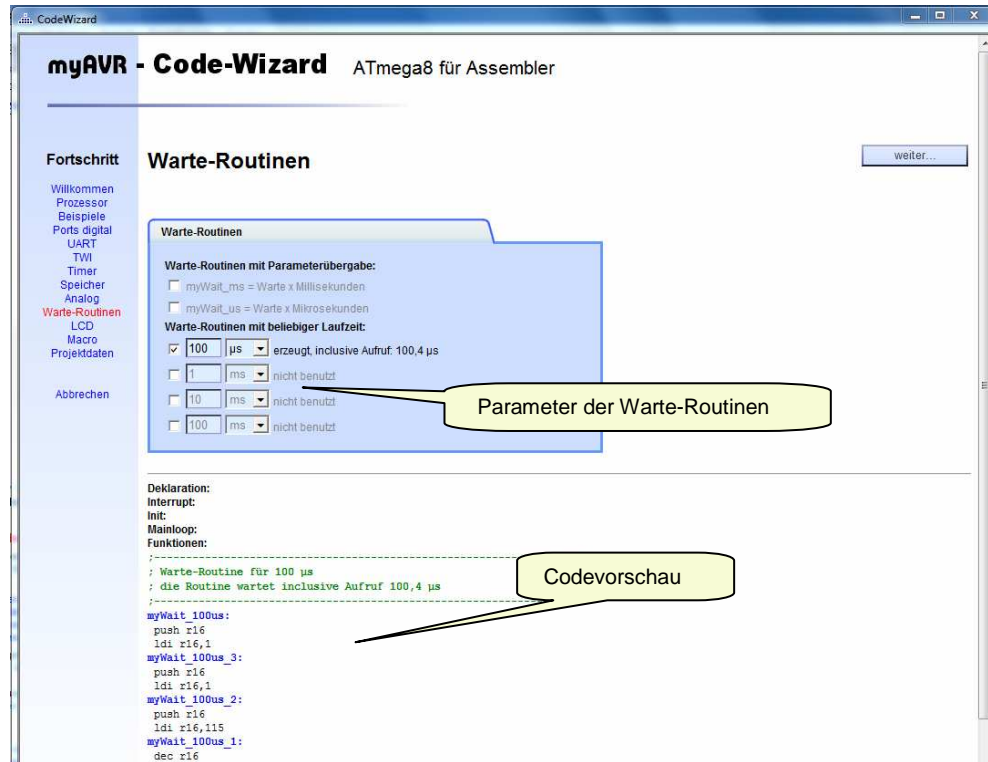 CodeWizard
myAVR - Code-Wizard ATmega8 für Assembler
Fortschritt
Willkommen
Prozessor
Beispiele
Ports digital
UART
TWI
Timer
Speicher
Analog
Warte-Routinen
LCD
Macro
Projektdaten
Abbrechen
Warte-Routinen
weiter...
Warte-Routinen
Warte-Routinen mit Parameterübergabe:
myWait_ms = Warte x Millisekunden
myWait_us = Warte x Mikrosekunden
Warte-Routinen mit beliebiger Laufzeit:
100 µs erzeugt, inclusive Aufruf: 100,4 µs
1 ms nicht benutzt
10 ms nicht benutzt
100 ms nicht benutzt
Parameter der Warte-Routinen
Deklaration:
Interrupt:
Init:
Mainloop:
Funktionen:
;------------------------------------------------
; Warte-Routine für 100 µs
; die Routine wartet inclusive Aufruf 100,4 µs
;------------------------------------------------
Codevorschau
myWait_100us:
push r16
ldi r16,1
myWait_100us_3:
push r16
ldi r16,1
myWait_100us_2:
push r16
ldi r16,115
myWait_100us_1:
dec r16